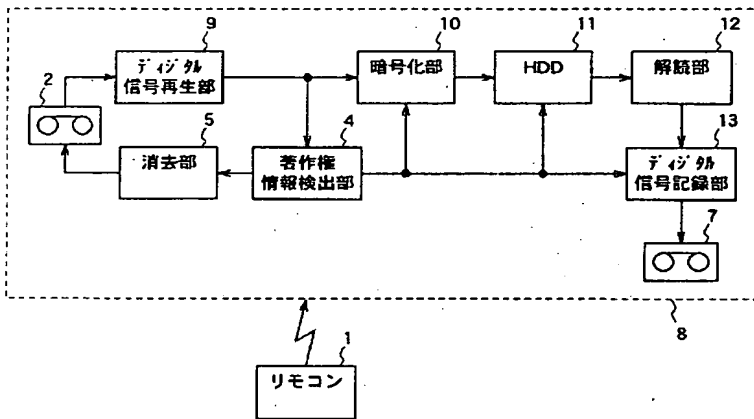 9
ディジタル
信号再生部
10
暗号化部
11
HDD
12
解読部
2
5
消去部
4
著作権
情報検出部
13
ディジタル
信号記録部
7
8
1
リモコン